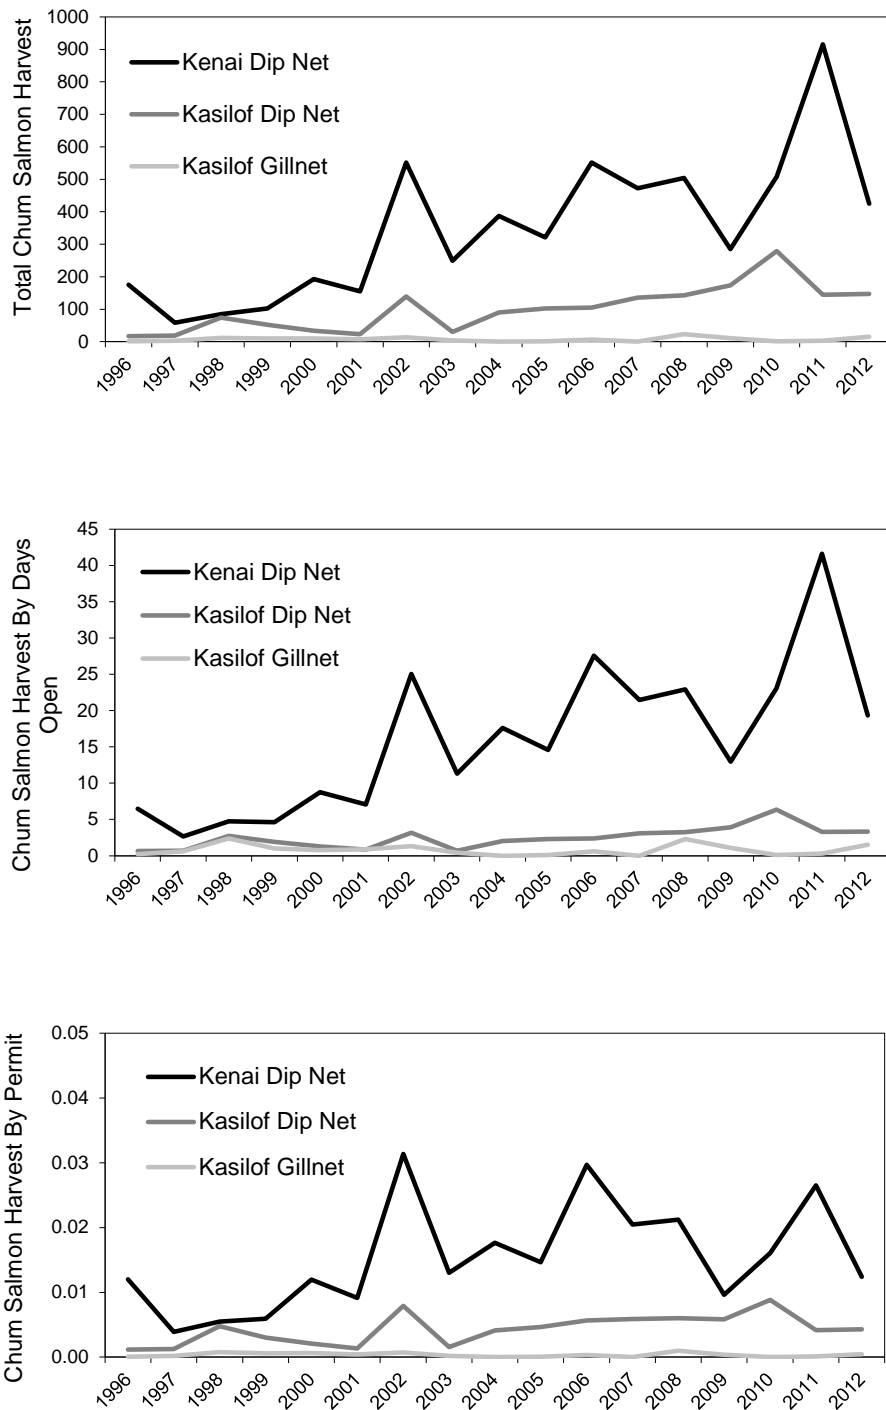 Total Chum Salmon Harvest
1000
900
800
700
600
500
400
300
200
100
0
Kenai Dip Net
Kasilof Dip Net
Kasilof Gillnet
1996 1997 1998 1999 2000 2001 2002 2003 2004 2005 2006 2007 2008 2009 2010 2011 2012
Chum Salmon Harvest By Days
Open
45
40
35
30
25
20
15
10
5
0
Kenai Dip Net
Kasilof Dip Net
Kasilof Gillnet
1996 1997 1998 1999 2000 2001 2002 2003 2004 2005 2006 2007 2008 2009 2010 2011 2012
Chum Salmon Harvest By Permit
0.05
0.04
0.03
0.02
0.01
0.00
Kenai Dip Net
Kasilof Dip Net
Kasilof Gillnet
1996 1997 1998 1999 2000 2001 2002 2003 2004 2005 2006 2007 2008 2009 2010 2011 2012